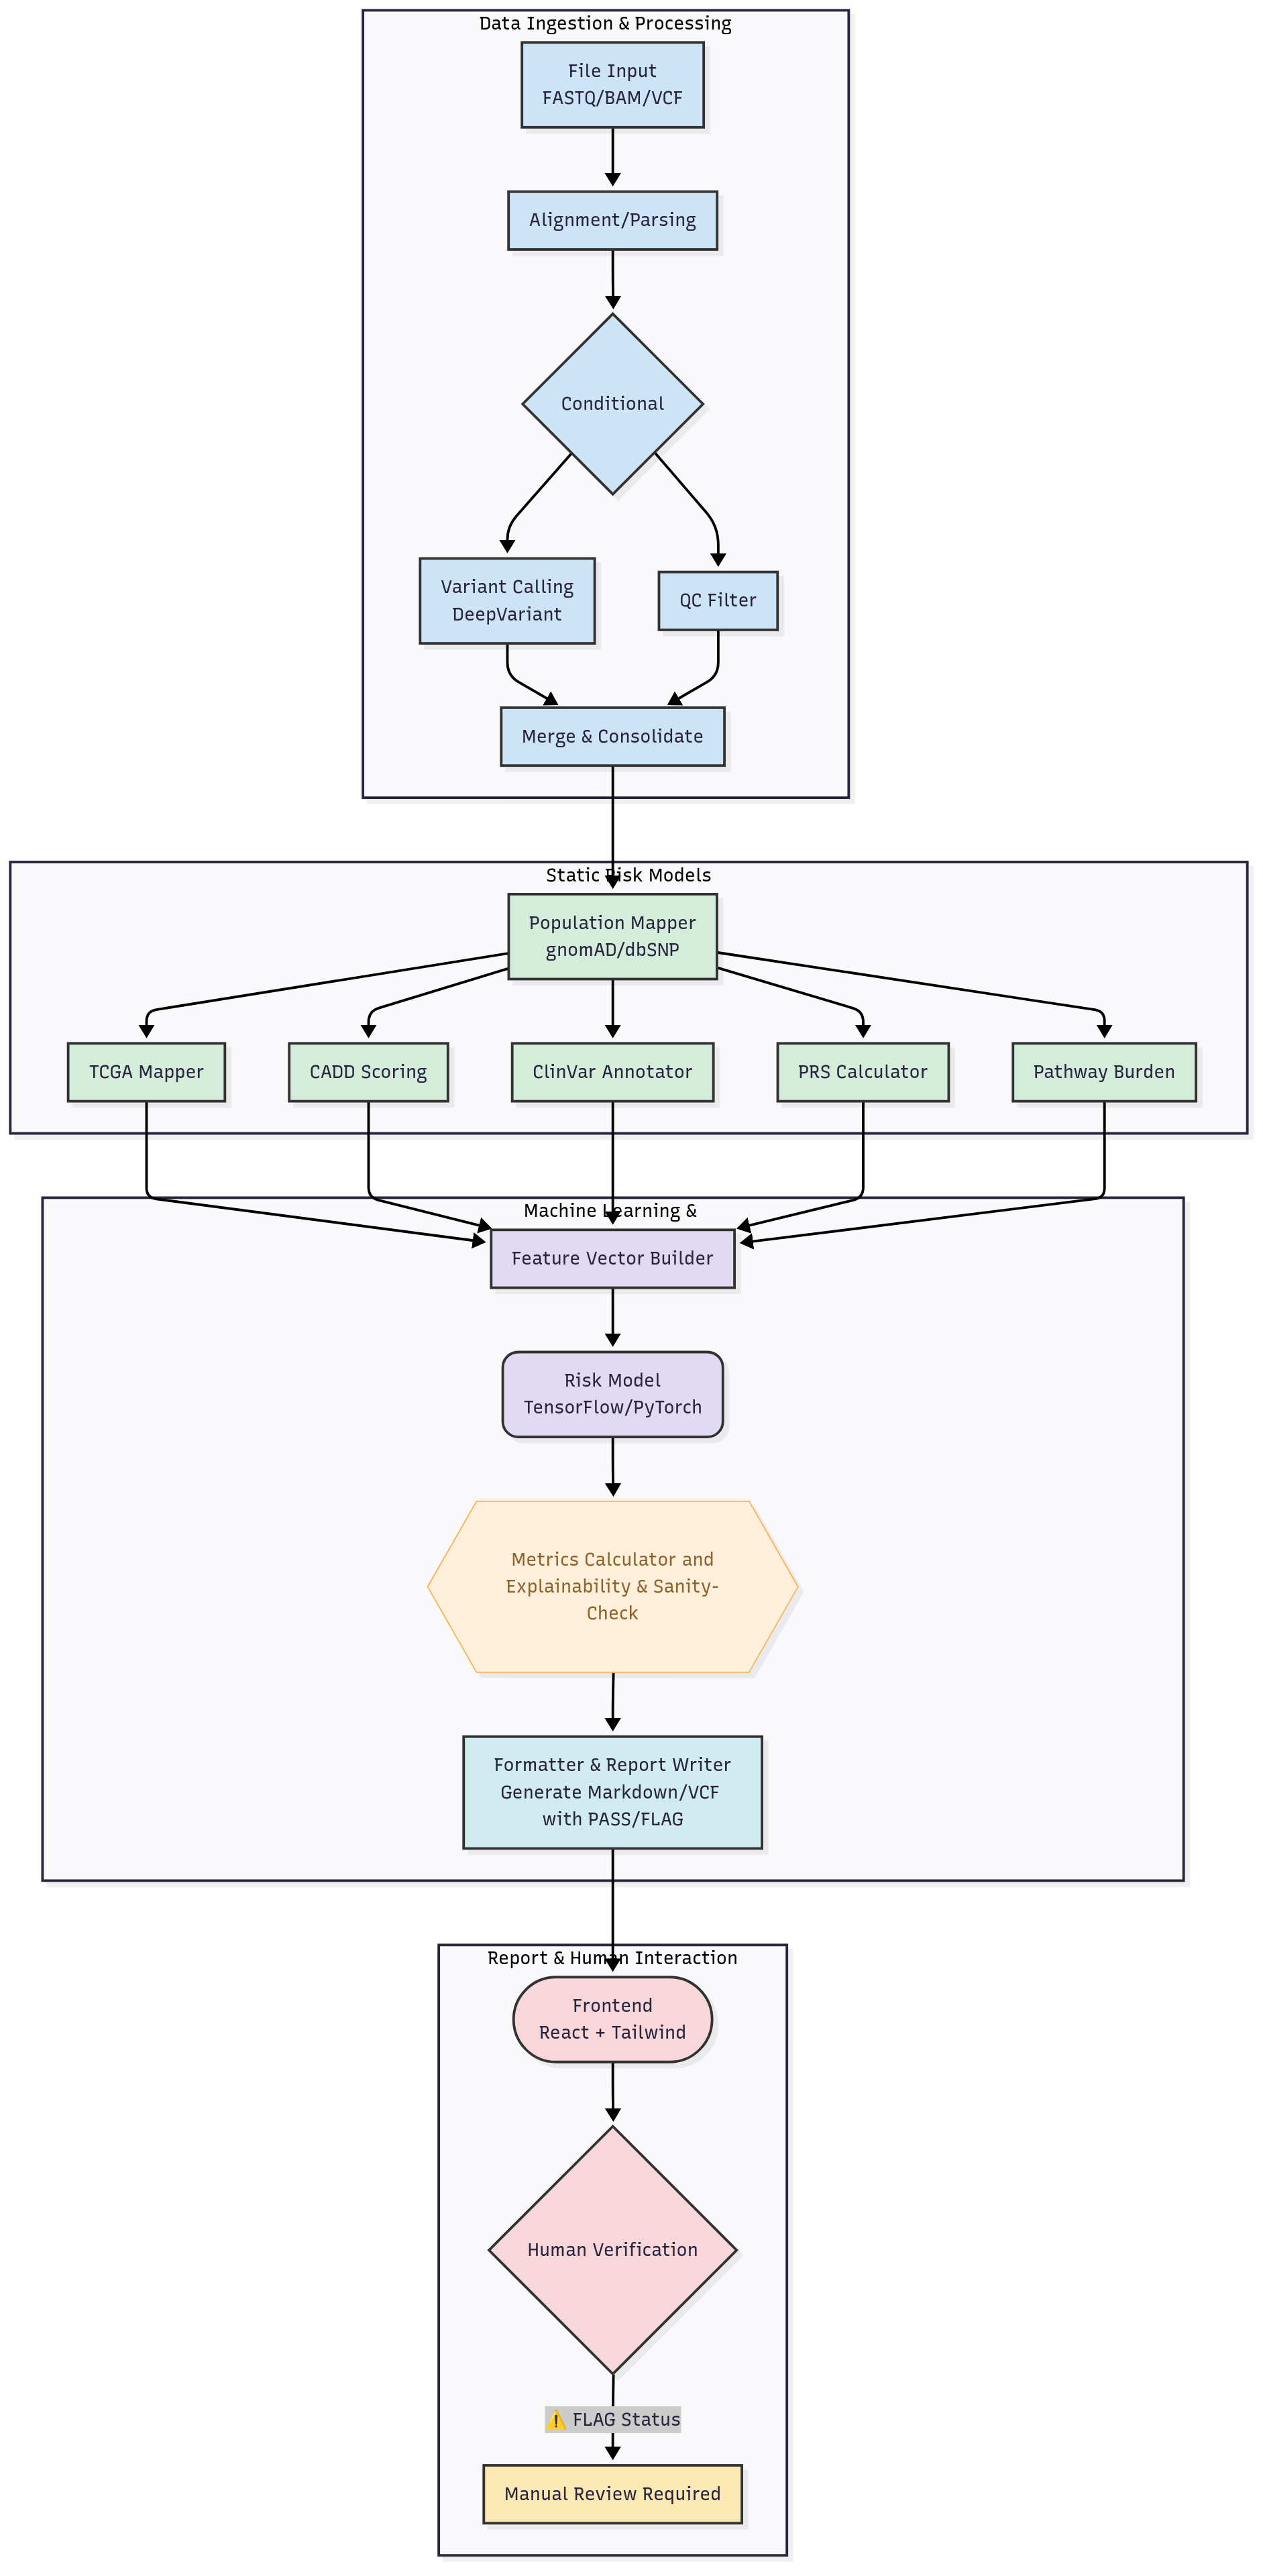 Data Ingestion & Processing
File Input
FASTQ/BAM/VCF
Alignment/Parsing
Conditional
Variant Calling
DeepVariant
QC Filter
Merge & Consolidate
Static Risk Models
Population Mapper
gnomAD/dbSNP
TCGA Mapper
CADD Scoring
ClinVar Annotator
PRS Calculator
Pathway Burden
Machine Learning &
Feature Vector Builder
Risk Model
TensorFlow/PyTorch
Metrics Calculator and
Explainability & Sanity-
Check
Formatter & Report Writer
Generate Markdown/VCF
with PASS/FLAG
Report & Human Interaction
Frontend
React + Tailwind
Human Verification
⚠️ FLAG Status
Manual Review Required